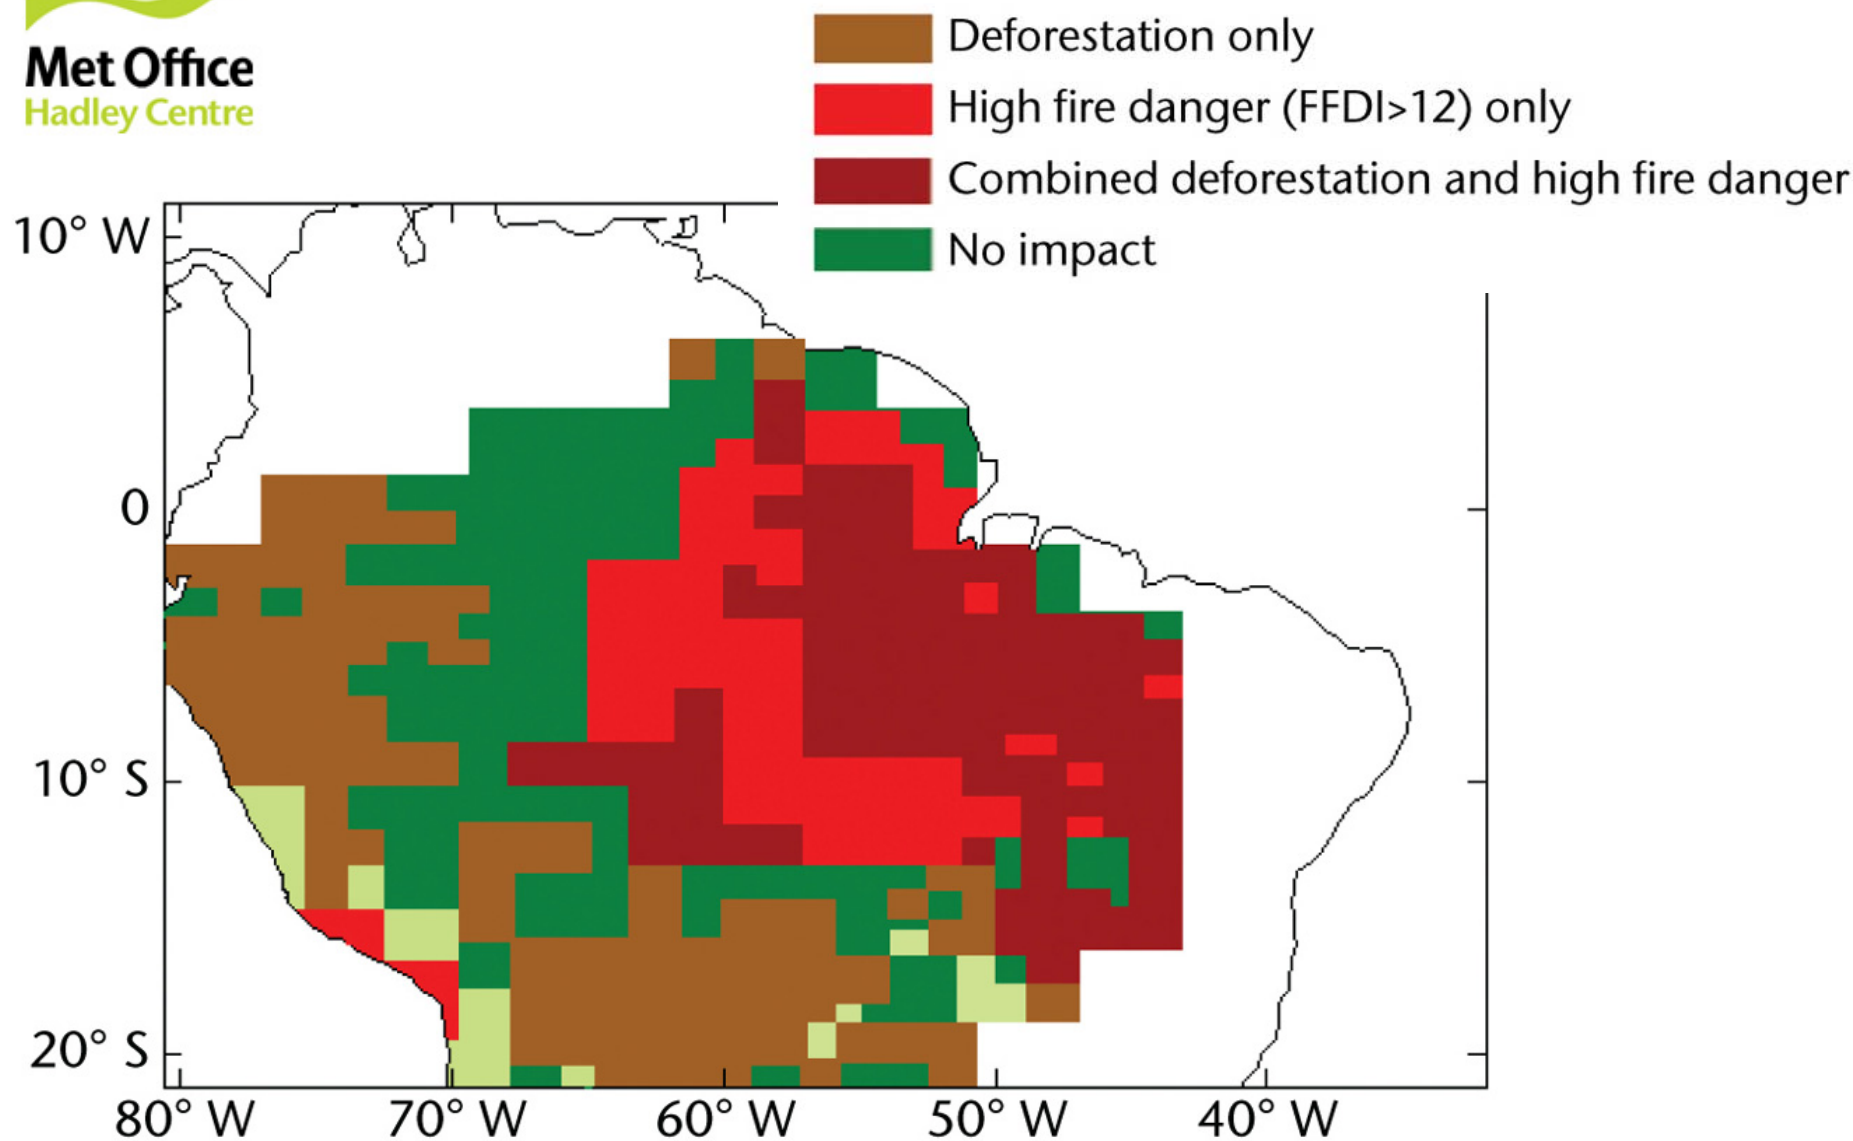 Met Office
Hadley Centre
Deforestation only
High fire danger (FFDI>12) only
Combined deforestation and high fire danger
No impact
10° W
0
10° S
20° S
80° W
70° W
60° W
50° W
40° W